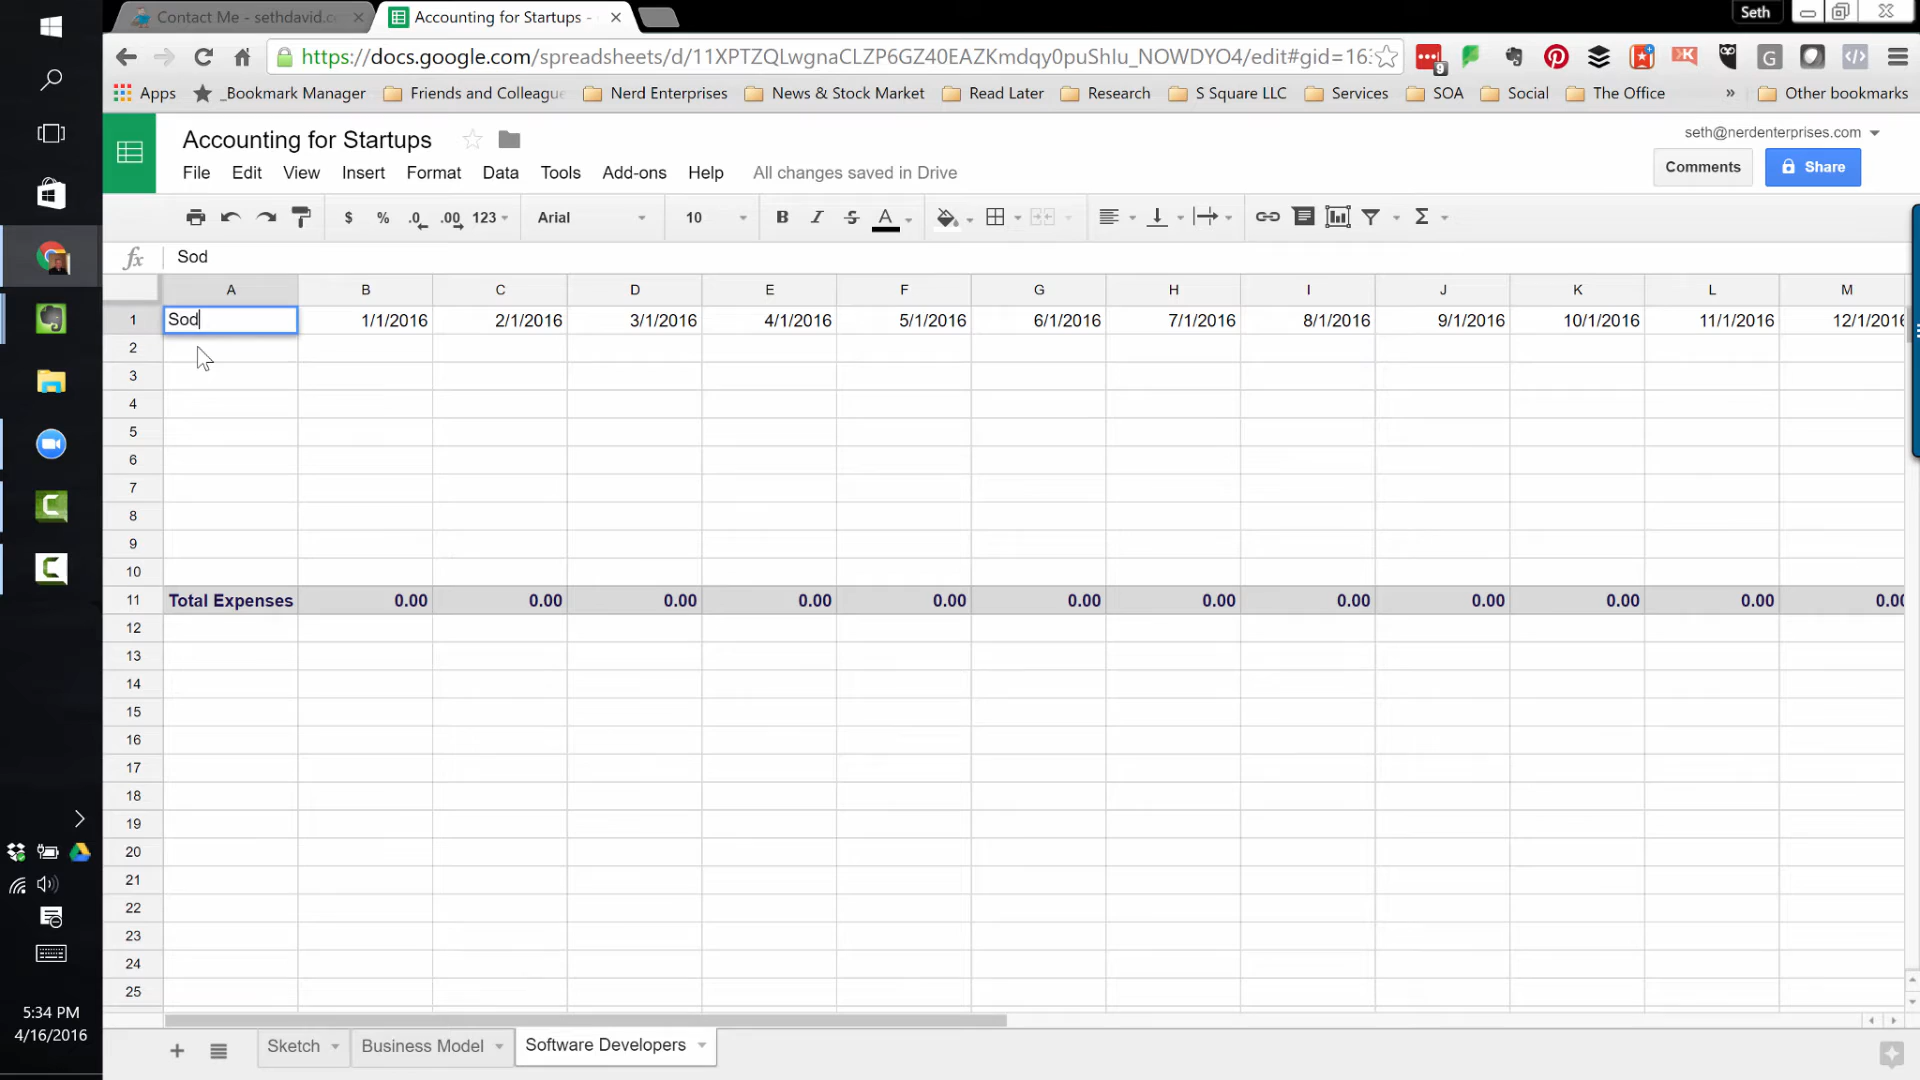 Contact Me - sethdavid.c
Accounting for Startups -
Seth
https://docs.google.com/spreadsheets/d/11XPTZQLwgnaCLZP6GZ40EAZKmdqy0puShlu_NOWDYO4/edit#gid=16
9
Apps _Bookmark Manager Friends and Colleague Nerd Enterprises News & Stock Market Read Later Research S Square LLC Services SOA Social The Office » Other bookmarks
Accounting for Startups
seth@nerdenterprises.com
File Edit View Insert Format Data Tools Add-ons Help All changes saved in Drive
Comments Share
$ % .0 .00 123 Arial 10 B I S A Σ
fx Sod
A B C D E F G H I J K L M
1 Sod 1/1/2016 2/1/2016 3/1/2016 4/1/2016 5/1/2016 6/1/2016 7/1/2016 8/1/2016 9/1/2016 10/1/2016 11/1/2016 12/1/2016
2
3
4
5
6
7
8
9
10
11 Total Expenses 0.00 0.00 0.00 0.00 0.00 0.00 0.00 0.00 0.00 0.00 0.00 0.00
12
13
14
15
16
17
18
19
20
21
22
23
24
25
5:34 PM
4/16/2016
+ Sketch Business Model Software Developers